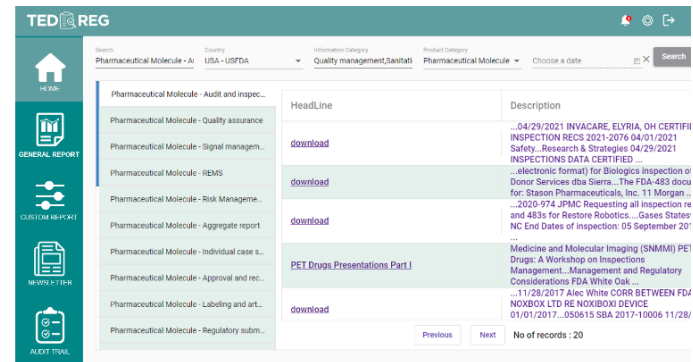 TED REG
Search
Country
Information Category
Product Category
Pharmaceutical Molecule - A
USA - USFDA
Quality management,Sanitati
Pharmaceutical Molecule
Choose a date
Search
HOME
GENERAL REPORT
CUSTOM REPORT
NEWSLETTER
AUDIT TRAIL
Pharmaceutical Molecule - Audit and inspec...
Pharmaceutical Molecule - Quality assurance
Pharmaceutical Molecule - Signal managem...
Pharmaceutical Molecule - REMS
Pharmaceutical Molecule - Risk Manageme...
Pharmaceutical Molecule - Aggregate report
Pharmaceutical Molecule - Individual case s...
Pharmaceutical Molecule - Approval and rec...
Pharmaceutical Molecule - Labeling and art...
Pharmaceutical Molecule - Regulatory subm...
HeadLine
Description
download
...04/29/2021 INVACARE, ELYRIA, OH CERTIFIE
INSPECTION RECS 2021-2076 04/01/2021
Safety...Research & Strategies 04/29/2021
INSPECTIONS DATA CERTIFIED ...
download
...electronic format) for Biologics inspection of
Donor Services dba Sierra...The FDA-483 docu
for: Stason Pharmaceuticals, Inc. 11 Morgan ...
download
...2020-974 JPMC Requesting all inspection re
and 483s for Restore Robotics....Gases States
NC End Dates of inspection: 05 September 201
...
PET Drugs Presentations Part I
Medicine and Molecular Imaging (SNMMI) PET
Drugs: A Workshop on Inspections
Management...Management and Regulatory
Considerations FDA White Oak ...
download
...11/28/2017 Alec White CORR BETWEEN FDA
NOXBOX LTD RE NOXIBOXI DEVICE
01/01/2017...050615 SBA 2017-10006 11/28/
Previous
Next
No of records : 20